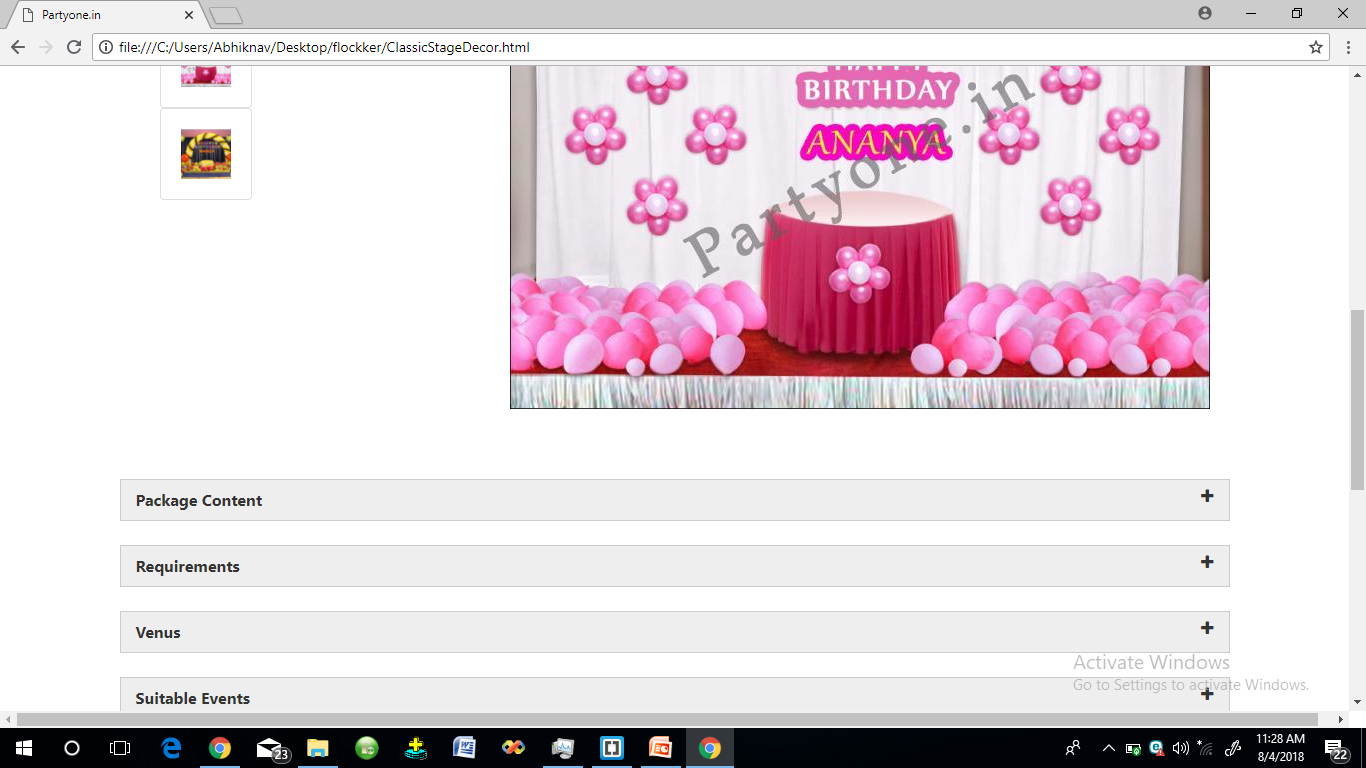 Partyone.in
file:///C:/Users/Abhiknav/Desktop/flockker/ClassicStageDecor.html
BIRTHDAY
ANANYA
Partyone.in
Package Content
Requirements
Venus
Suitable Events
Activate Windows
Go to Settings to activate Windows.
23
11:28 AM
8/4/2018
22